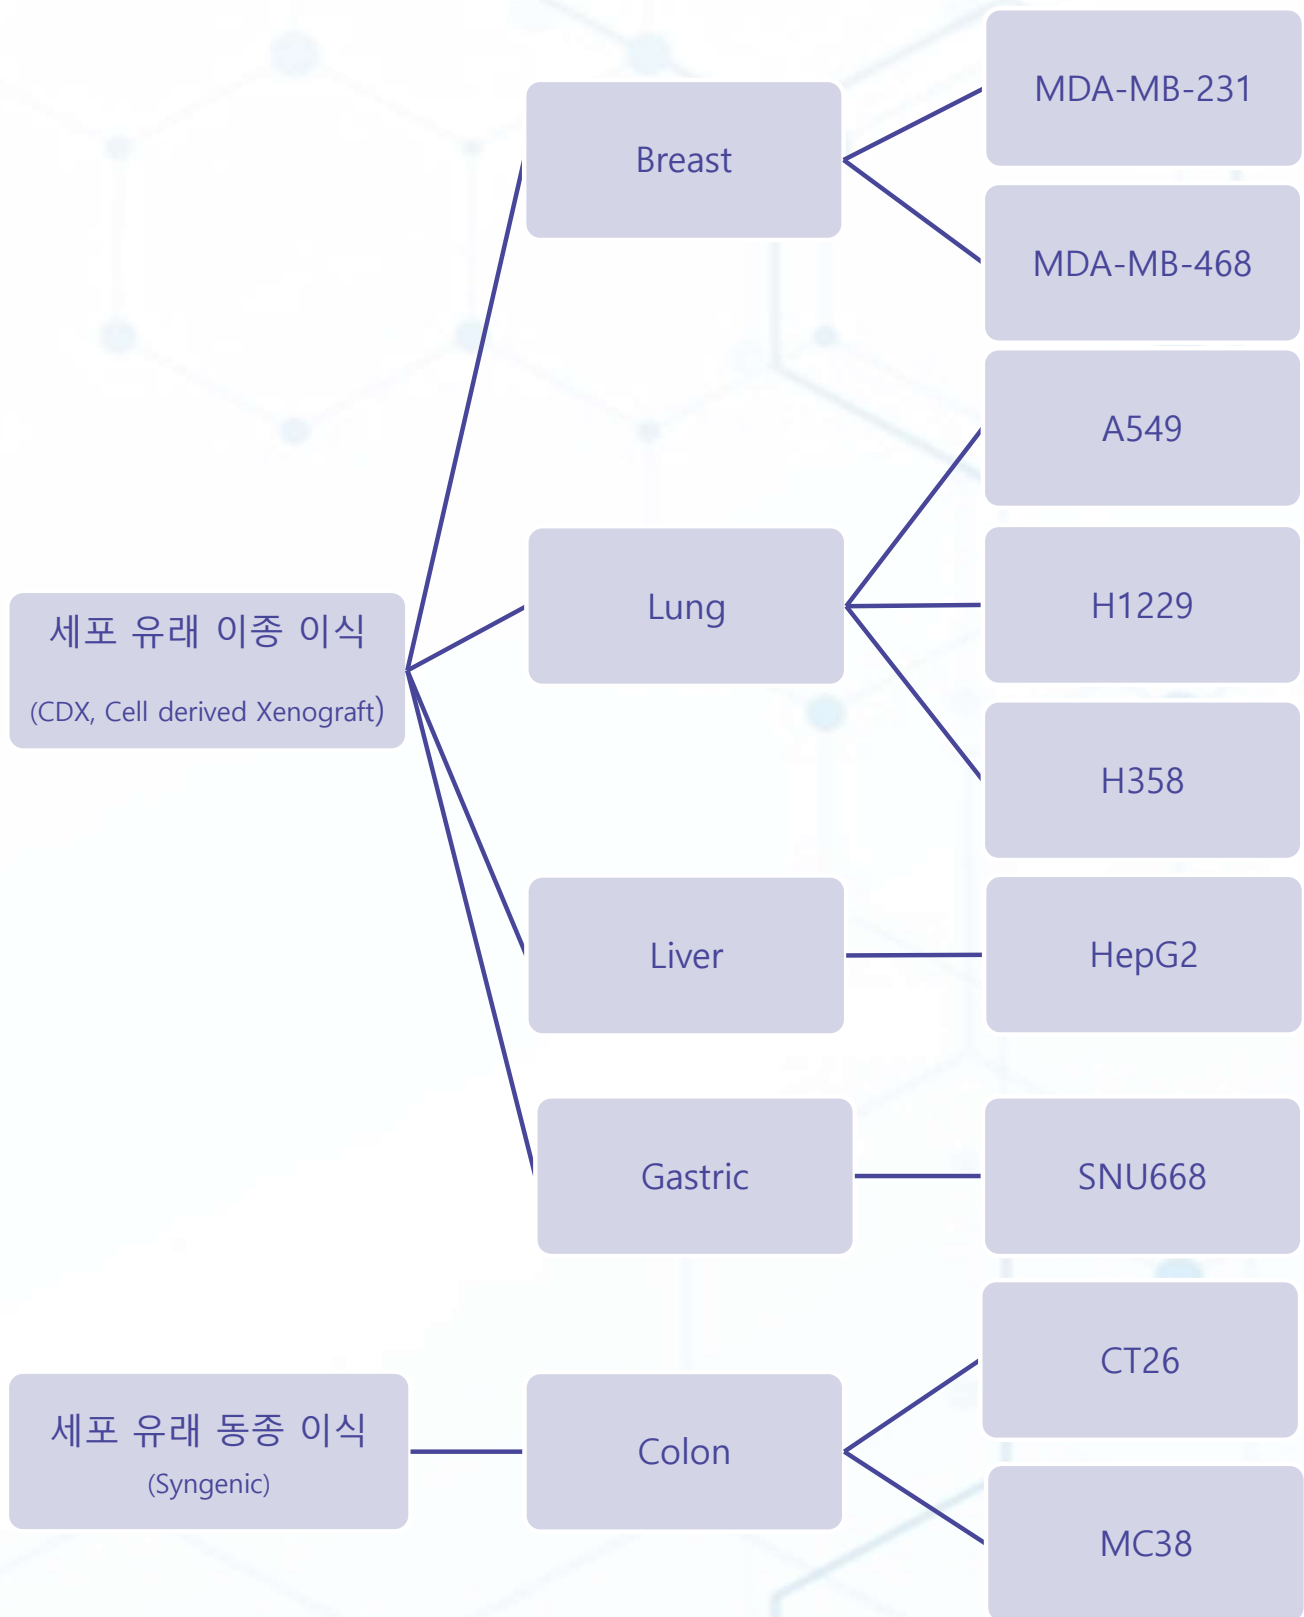 세포 유래 이종 이식
(CDX, Cell derived Xenograft)
Breast
MDA-MB-231
MDA-MB-468
Lung
A549
H1229
H358
Liver
HepG2
Gastric
SNU668
세포 유래 동종 이식
(Syngenic)
Colon
CT26
MC38